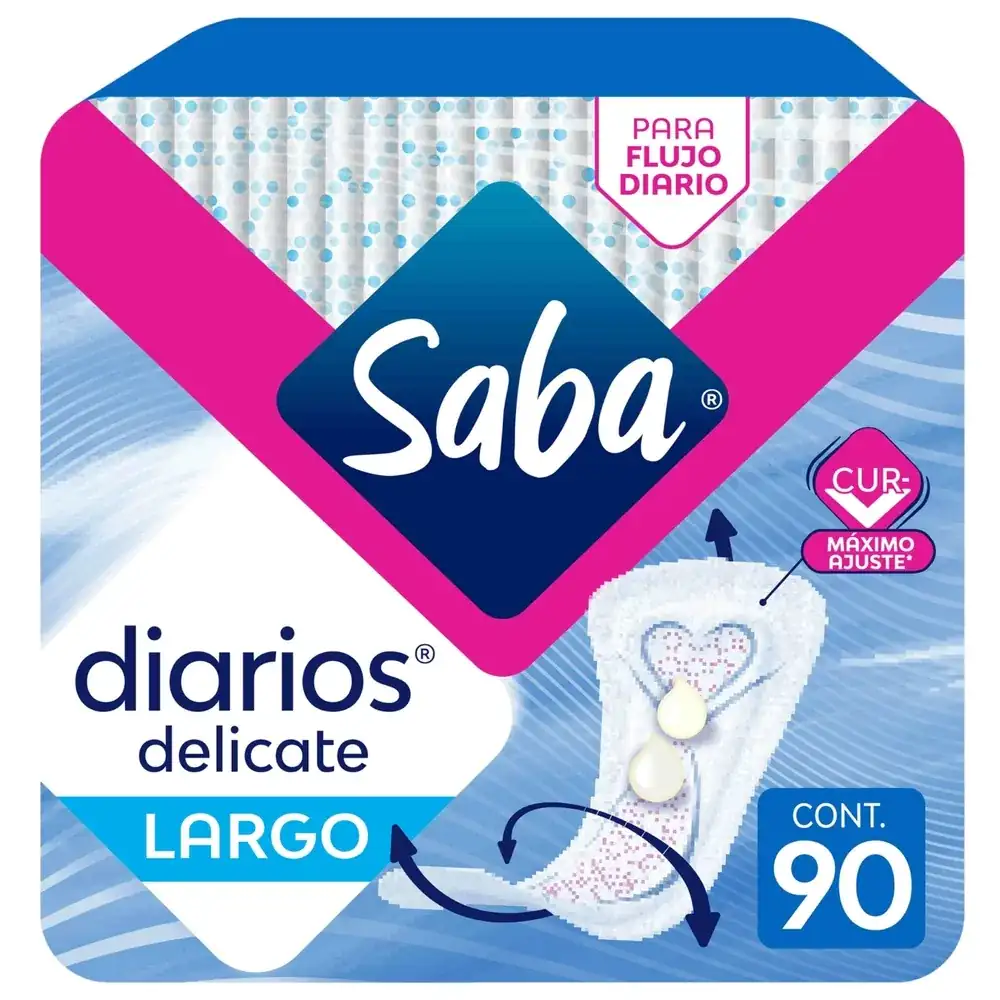 PARA
FLUJO
DIARIO
Saba®
CUR-
MÁXIMO
AJUSTE*
diarios®
delicate
LARGO
CONT.
90